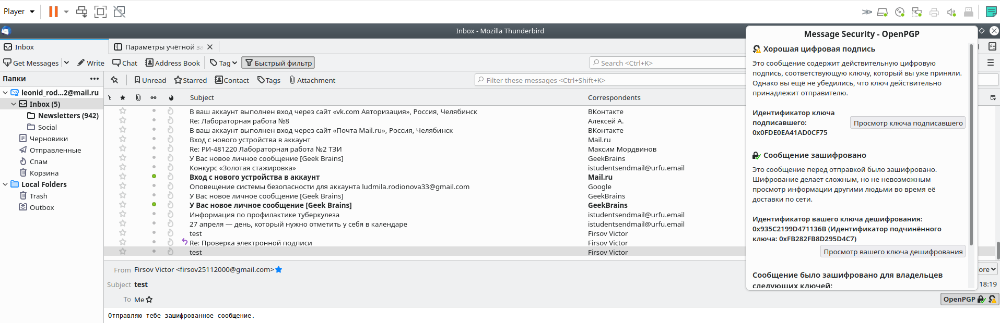 Player
Inbox - Mozilla Thunderbird
Inbox
Параметры учётной за
Get Messages
Write
Chat
Address Book
Tag
Быстрый фильтр
Search <Ctrl+K>
Папки
Unread
Starred
Contact
Tags
Attachment
Filter these messages <Ctrl+Shift+K>
leonid_rod...2@mail.ru
Inbox (5)
Newsletters (942)
Social
Черновики
Отправленные
Спам
Корзина
Local Folders
Trash
Outbox
Subject Correspondents
В ваш аккаунт выполнен вход через сайт «vk.com Авторизация», Россия, Челябинск ВКонтакте
Re: Лабораторная работа №8 Алексей А.
В ваш аккаунт выполнен вход через сайт «Почта Mail.ru», Россия, Челябинск ВКонтакте
Вход с нового устройства в аккаунт Mail.ru
Re: РИ-481220 Лабораторная работа №2 ТЗИ Максим Мордвинов
У Вас новое личное сообщение [Geek Brains] GeekBrains
Конкурс «Золотая стажировка» istudentsendmail@urfu.email
Вход с нового устройства в аккаунт Mail.ru
Оповещение системы безопасности для аккаунта ludmila.rodionova33@gmail.com Google
У Вас новое личное сообщение [Geek Brains] GeekBrains
У Вас новое личное сообщение [Geek Brains] GeekBrains
Информация по профилактике туберкулеза istudentsendmail@urfu.email
27 апреля — день, который нужно отметить у себя в календаре istudentsendmail@urfu.email
test Firsov Victor
Re: Проверка электронной подписи Firsov Victor
test Firsov Victor
From Firsov Victor <firsov25112000@gmail.com>
ore
Subject test
18:19
To Me
OpenPGP
Отправляю тебе зашифрованное сообщение.
Message Security - OpenPGP
Хорошая цифровая подпись
Это сообщение содержит действительную цифровую
подпись, соответствующую ключу, который вы уже приняли.
Однако вы ещё не убедились, что ключ действительно
принадлежит отправителю.
Идентификатор ключа
подписавшего:
0x0FDE0EA41AD0CF75
Просмотр ключа подписавшего
Сообщение зашифровано
Это сообщение перед отправкой было зашифровано.
Шифрование делает сложным, но не невозможным
просмотр информации другими людьми во время её
доставки по сети.
Идентификатор вашего ключа дешифрования:
0x935C2199D471136B (Идентификатор подчинённого
ключа: 0xFB282FB8D295D4C7)
Просмотр вашего ключа дешифрования
Сообщение было зашифровано для владельцев
следующих ключей: